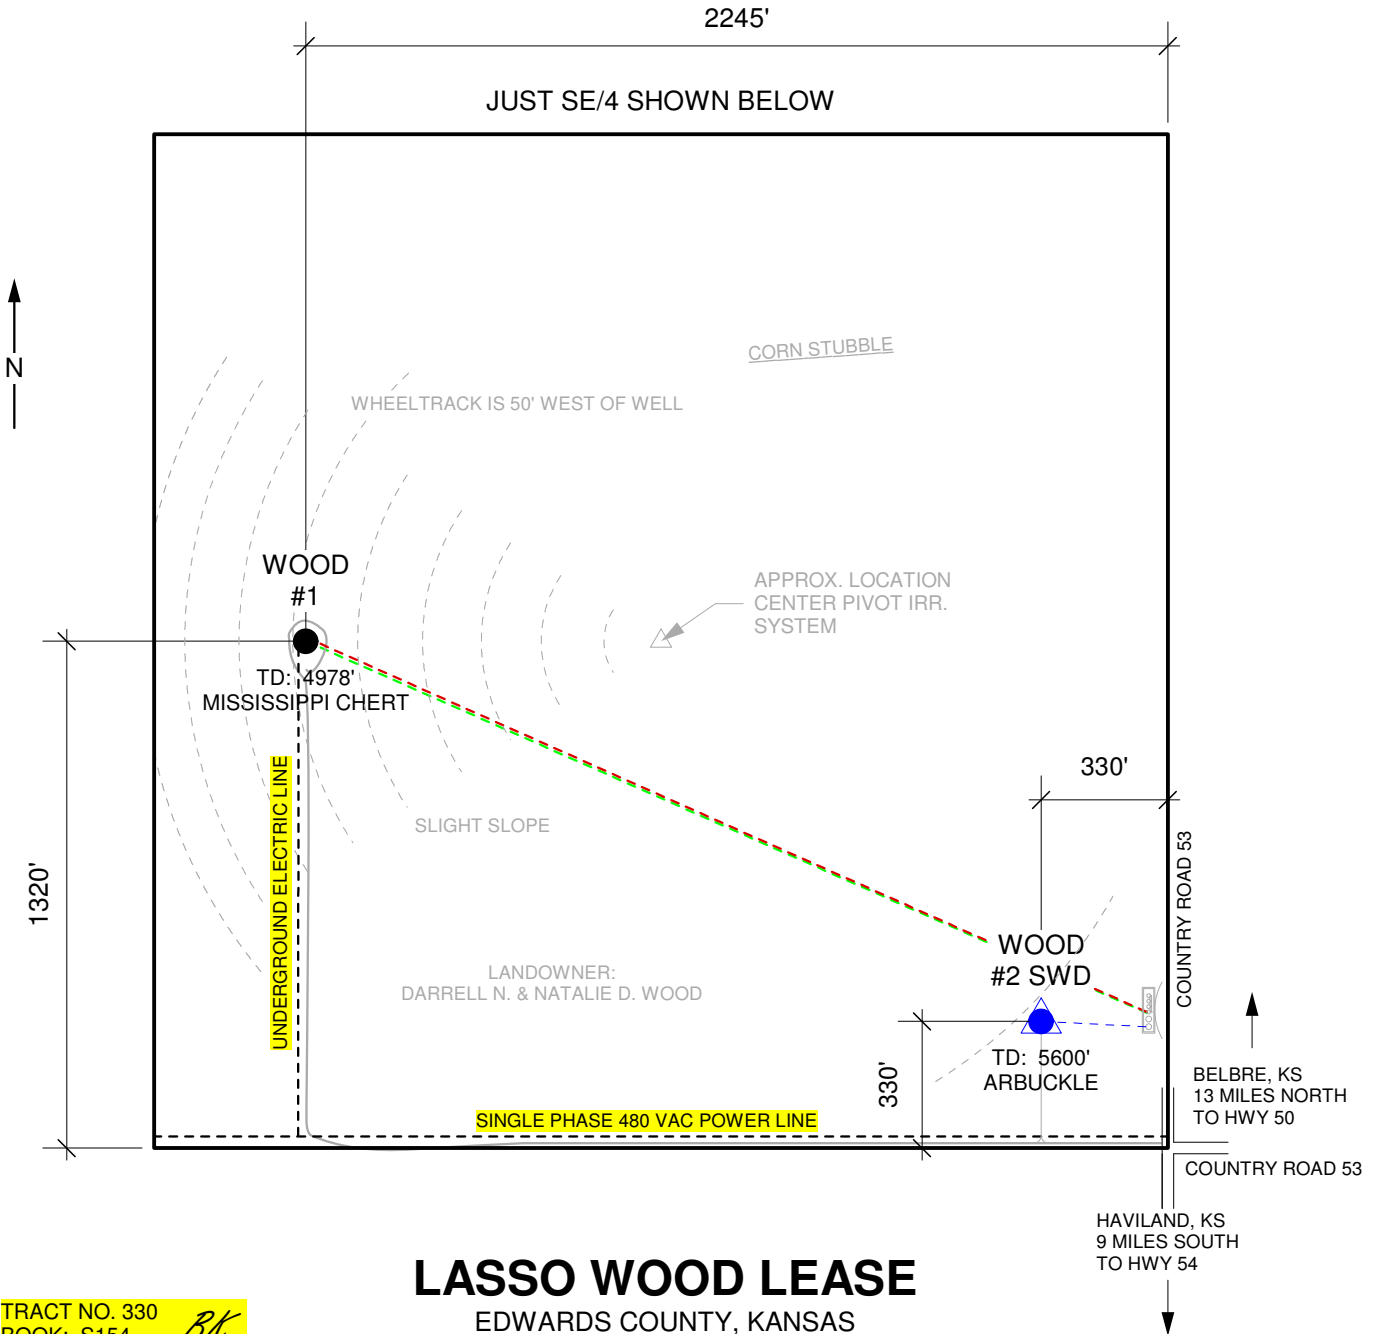 2245'
JUST SE/4 SHOWN BELOW
N
CORN STUBBLE
WHEELTRACK IS 50' WEST OF WELL
WOOD
#1
APPROX. LOCATION
CENTER PIVOT IRR.
SYSTEM
TD: 4978'
MISSISSIPPI CHERT
330'
UNDERGROUND ELECTRIC LINE
SLIGHT SLOPE
1320'
COUNTRY ROAD 53
WOOD
#2 SWD
LANDOWNER:
DARRELL N. & NATALIE D. WOOD
TD: 5600'
ARBUCKLE
330'
BELBRE, KS
13 MILES NORTH
TO HWY 50
SINGLE PHASE 480 VAC POWER LINE
COUNTRY ROAD 53
HAVILAND, KS
9 MILES SOUTH
TO HWY 54
LASSO WOOD LEASE
EDWARDS COUNTY, KANSAS
TRACT NO. 330
BOOK: S154
BK